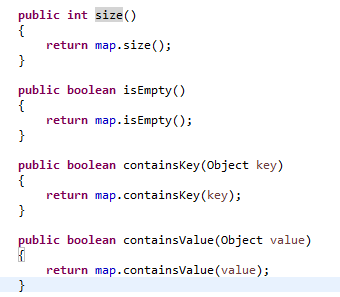 public int size()
{
    return map.size();
}
public boolean isEmpty()
{
    return map.isEmpty();
}
public boolean containsKey(Object key)
{
    return map.containsKey(key);
}
public boolean containsValue(Object value)
{
    return map.containsValue(value);
}